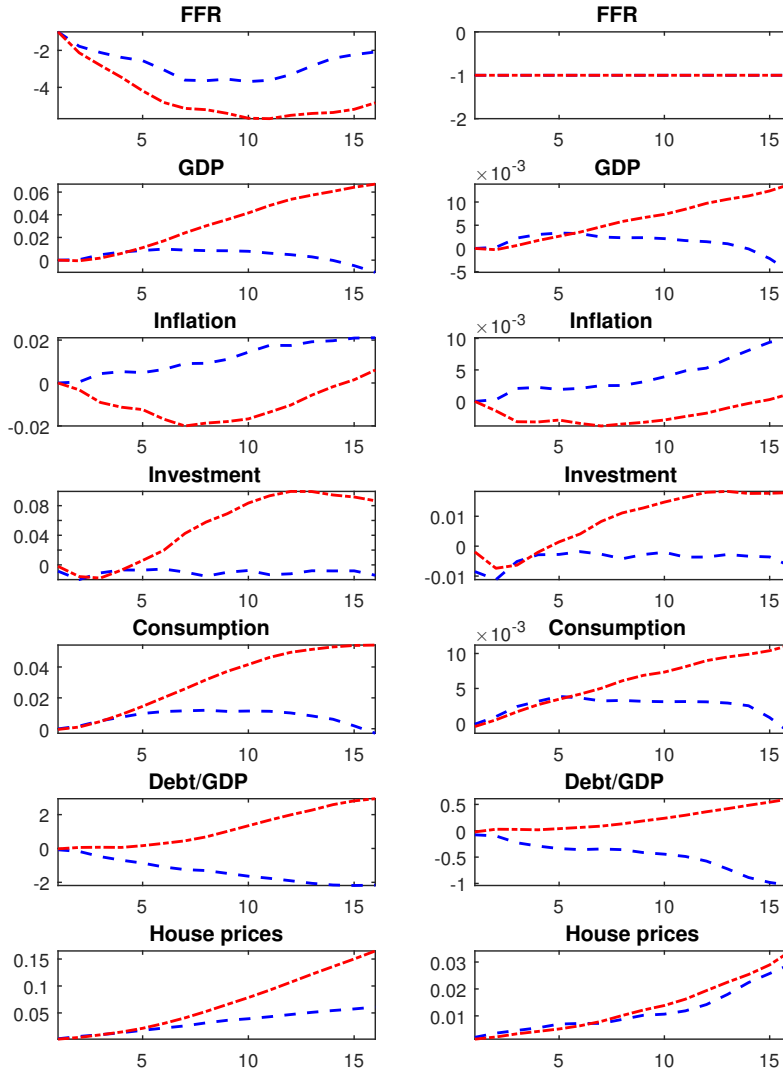 FFR FFR
0
-2 -1
-4 -2
5 10 15 5 10 15
GDP GDP
×10⁻³
0.06 10
0.04 5
0.02 0
0 -5
5 10 15 5 10 15
Inflation Inflation
×10⁻³
0.02 10
0 5
-0.02 0
5 10 15 5 10 15
Investment Investment
0.08 0.01
0.04 0
0 -0.01
5 10 15 5 10 15
Consumption Consumption
×10⁻³
0.04 10
0.02 5
0 0
5 10 15 5 10 15
Debt/GDP Debt/GDP
2 0.5
0 0
-2 -0.5
-1
5 10 15 5 10 15
House prices House prices
0.15 0.03
0.1 0.02
0.05 0.01
5 10 15 5 10 15